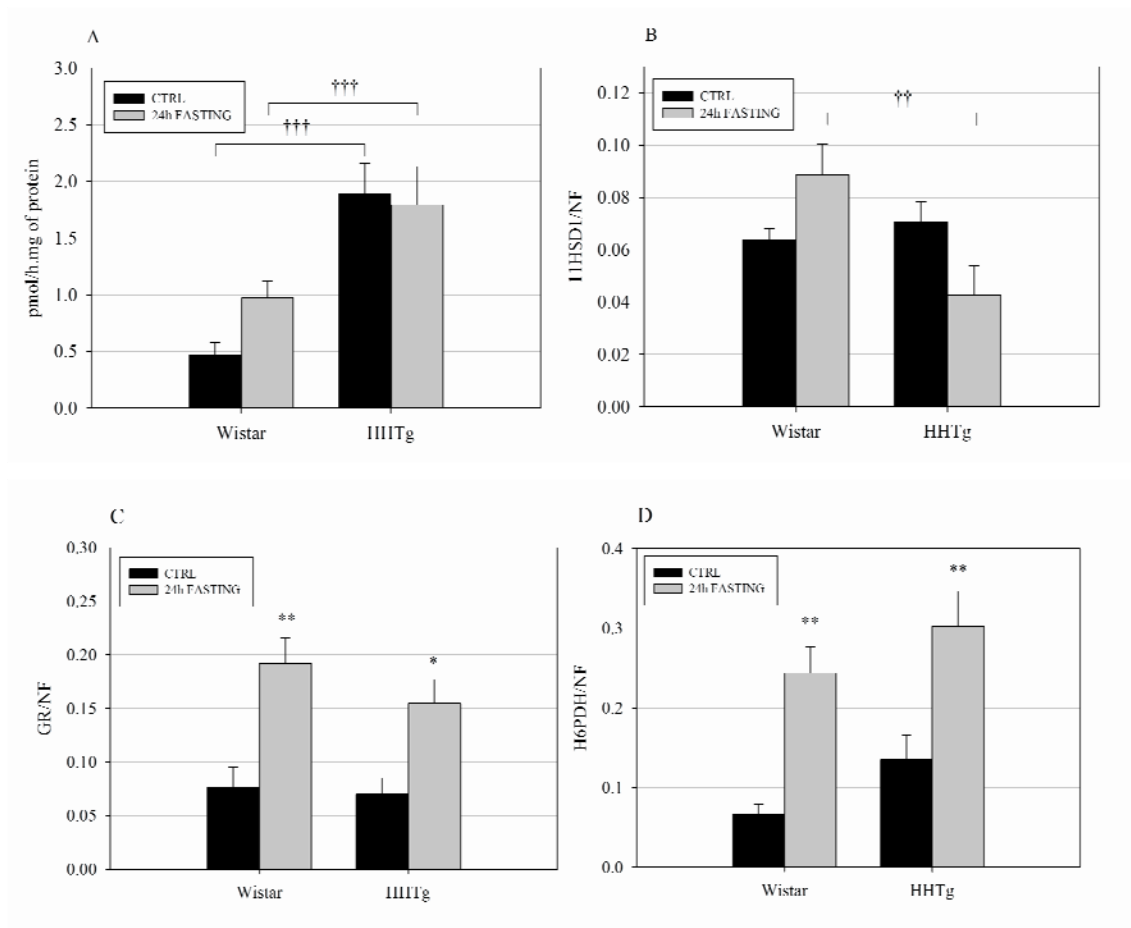 A
3.0
2.5
2.0
1.5
1.0
0.5
0.0
pmol/h.mg of protein
CTRL
24h FASTING
†††
†††
Wistar
HHTg
B
0.12
0.10
0.08
0.06
0.04
0.02
0.00
11HSD1/NF
CTRL
24h FASTING
††
Wistar
HHTg
C
0.30
0.25
0.20
0.15
0.10
0.05
0.00
GR/NF
CTRL
24h FASTING
**
*
Wistar
HHTg
D
0.4
0.3
0.2
0.1
0.0
H6PDH/NF
CTRL
24h FASTING
**
**
Wistar
HHTg